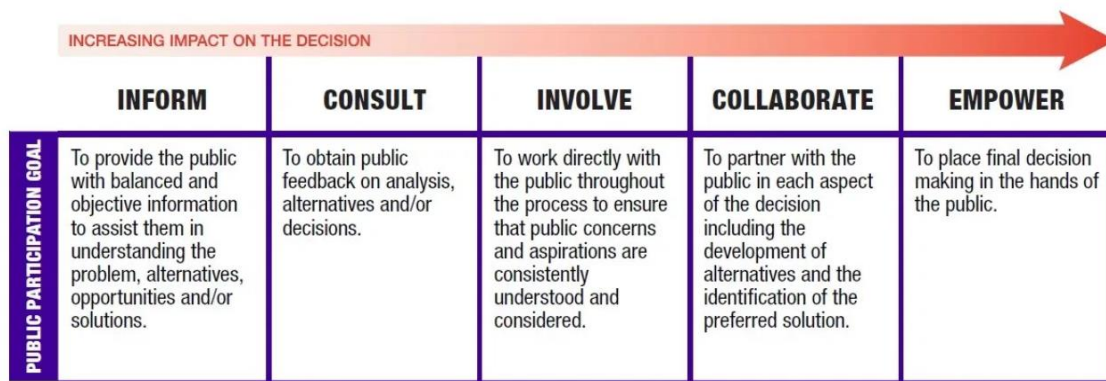 INCREASING IMPACT ON THE DECISION
INFORM
CONSULT
INVOLVE
COLLABORATE
EMPOWER
PUBLIC PARTICIPATION GOAL
To provide the public
with balanced and
objective information
to assist them in
understanding the
problem, alternatives,
opportunities and/or
solutions.
To obtain public
feedback on analysis,
alternatives and/or
decisions.
To work directly with
the public throughout
the process to ensure
that public concerns
and aspirations are
consistently
understood and
considered.
To partner with the
public in each aspect
of the decision
including the
development of
alternatives and the
identification of the
preferred solution.
To place final decision
making in the hands of
the public.